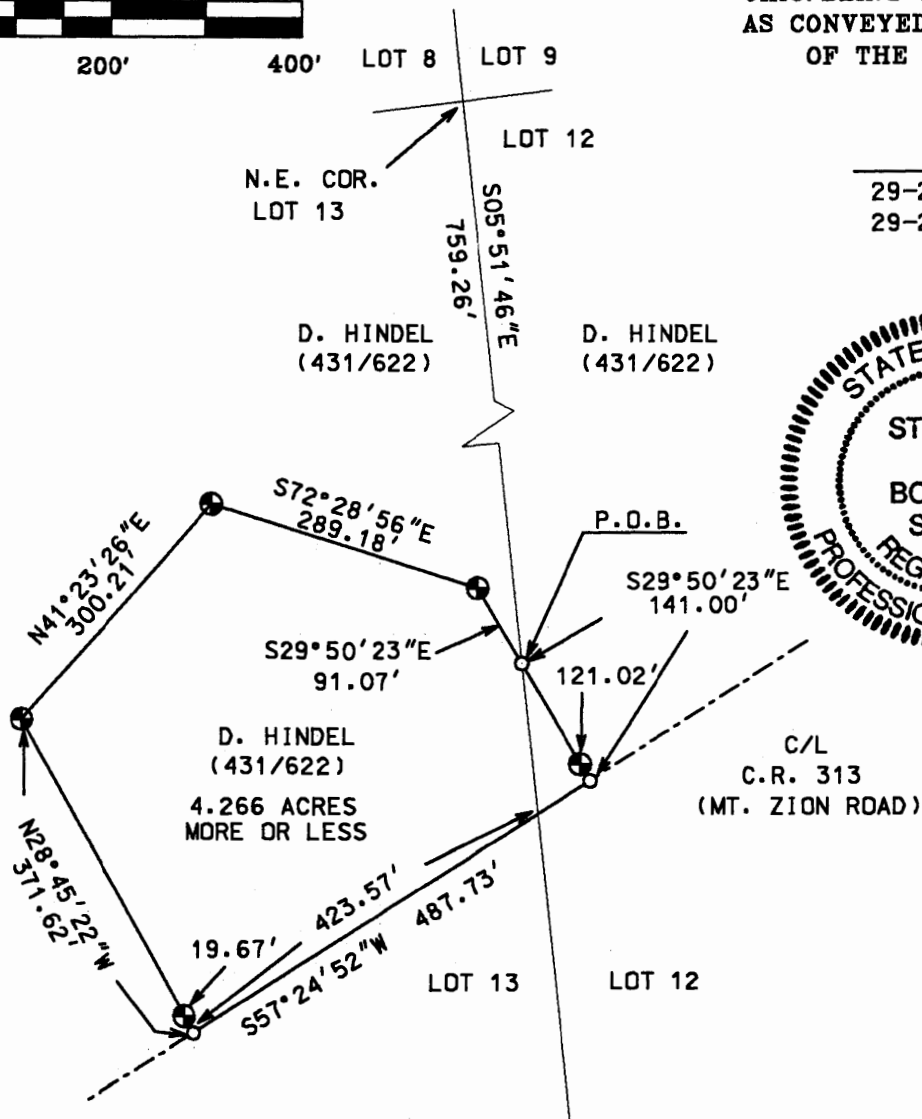 AS CONVEYED
OF THE
200' 400'
LOT 8 LOT 9
LOT 12
N.E. COR.
LOT 13
29-2
29-2
S05°51'46"E
759.26'
D. HINDEL
(431/622)
D. HINDEL
(431/622)
STATE
ST
BO
S
REG
PROFESSION
S72°28'56"E
289.18'
P.O.B.
N41°23'26"E
300.21'
S29°50'23"E
141.00'
S29°50'23"E
91.07'
121.02'
D. HINDEL
(431/622)
4.266 ACRES
MORE OR LESS
C/L
C.R. 313
(MT. ZION ROAD)
N28°45'22"W
371.62'
423.57'
487.73'
19.67'
S57°24'52"W
LOT 13
LOT 12